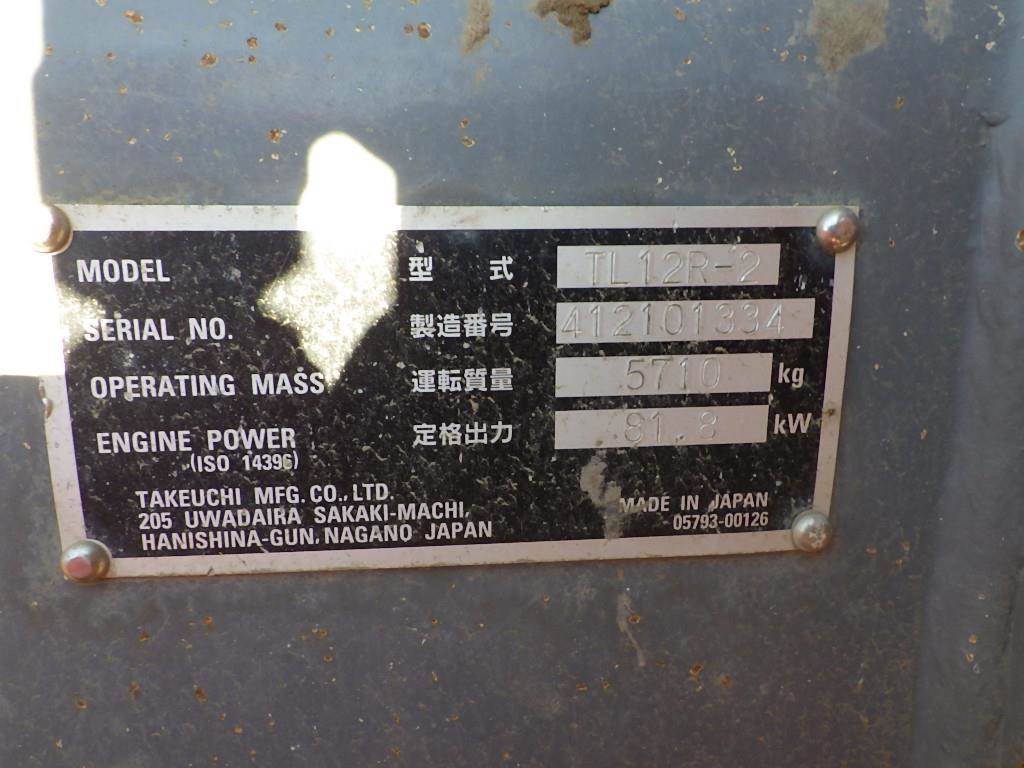 MODEL 型 式 TL12R-2
SERIAL NO. 製造番号 412101334
OPERATING MASS 運転質量 5710 kg
ENGINE POWER 定格出力 81.8 kW
(ISO 14396)
TAKEUCHI MFG. CO., LTD.
205 UWADAIRA SAKAKI-MACHI,
HANISHINA-GUN, NAGANO JAPAN
MADE IN JAPAN
05793-00126